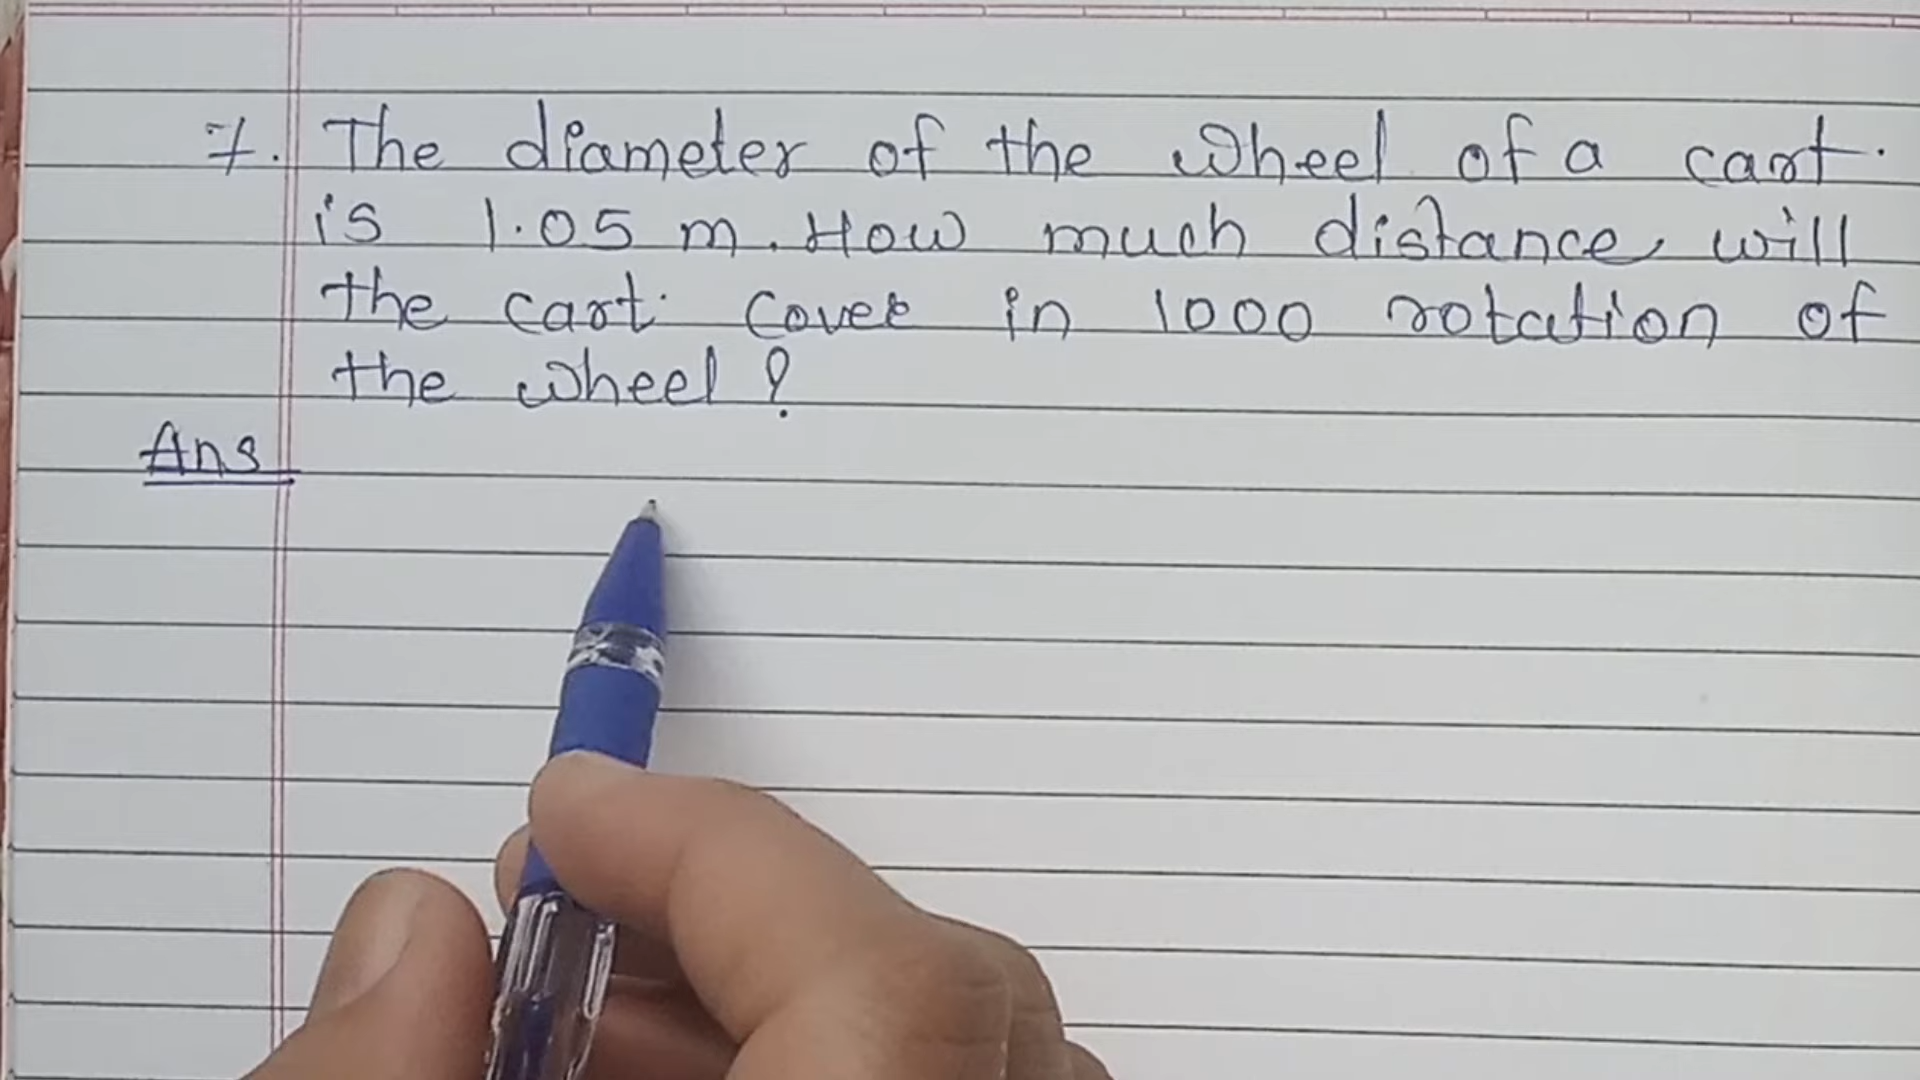 7. The diameter of the wheel of a cart.
is 1.05 m. How much distance will
the cart. cover in 1000 rotation of
the wheel?
Ans